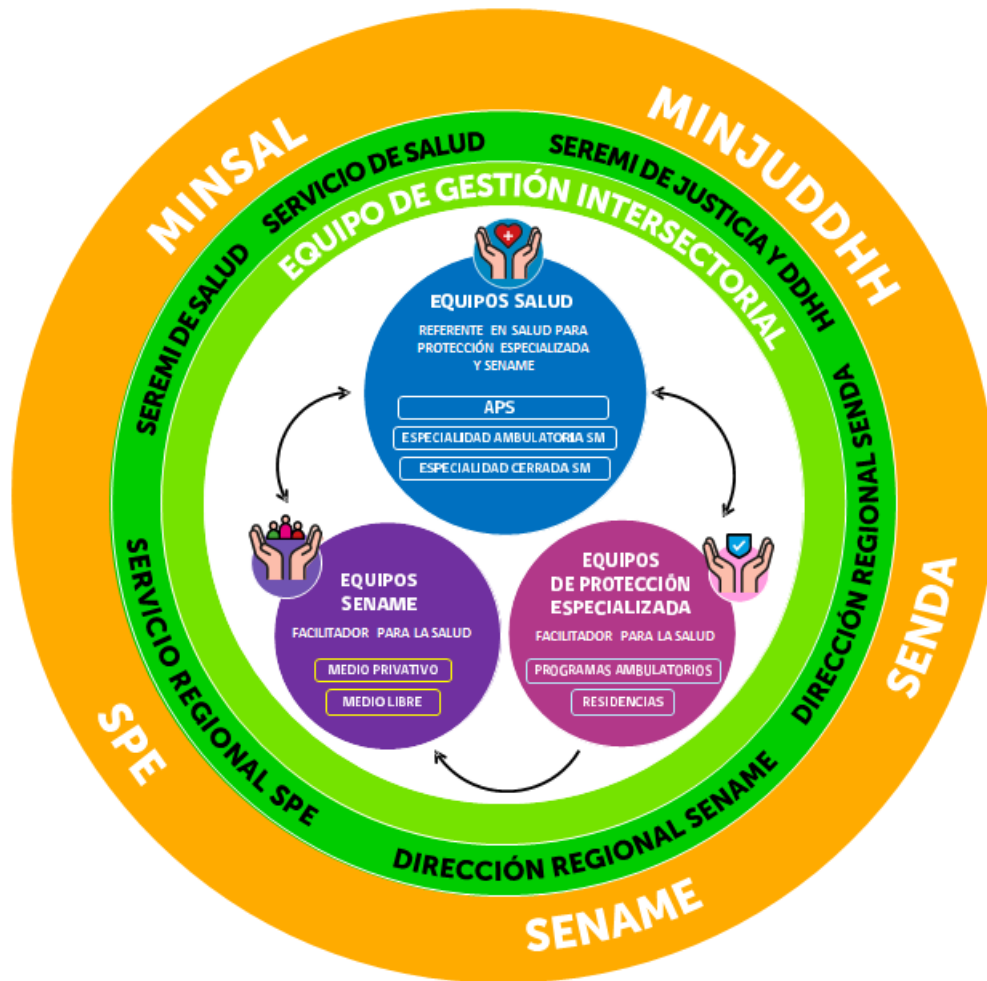 MINSAL
MINJUDDHH
SENDA
SENAME
SPE
SEREMI DE SALUD
SERVICIO DE SALUD
SEREMI DE JUSTICIA Y DDHH
DIRECCIÓN REGIONAL SENDA
DIRECCIÓN REGIONAL SENAME
SERVICIO REGIONAL SPE
EQUIPO DE GESTIÓN INTERSECTORIAL
EQUIPOS SALUD
REFERENTE EN SALUD PARA
PROTECCIÓN ESPECIALIZADA
Y SENAME
APS
ESPECIALIDAD AMBULATORIA SM
ESPECIALIDAD CERRADA SM
EQUIPOS
SENAME
FACILITADOR PARA LA SALUD
MEDIO PRIVATIVO
MEDIO LIBRE
EQUIPOS
DE PROTECCIÓN
ESPECIALIZADA
FACILITADOR PARA LA SALUD
PROGRAMAS AMBULATORIOS
RESIDENCIAS